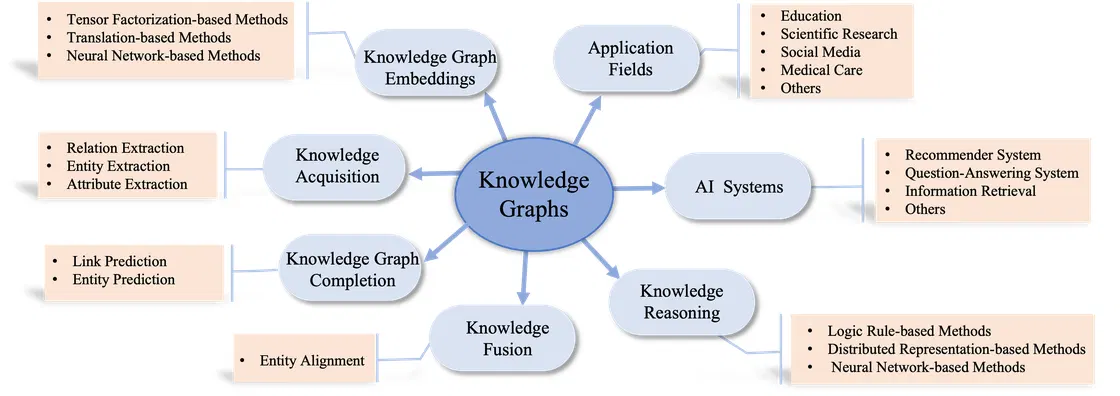 • Tensor Factorization-based Methods
• Translation-based Methods
• Neural Network-based Methods
Knowledge Graph
Embeddings
Application
Fields
• Education
• Scientific Research
• Social Media
• Medical Care
• Others
• Relation Extraction
• Entity Extraction
• Attribute Extraction
Knowledge
Acquisition
Knowledge
Graphs
AI Systems
• Recommender System
• Question-Answering System
• Information Retrieval
• Others
• Link Prediction
• Entity Prediction
Knowledge Graph
Completion
Knowledge
Reasoning
• Logic Rule-based Methods
• Distributed Representation-based Methods
• Neural Network-based Methods
• Entity Alignment
Knowledge
Fusion